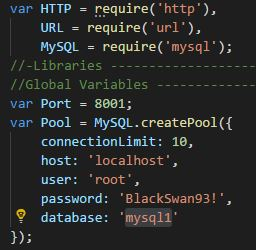 var HTTP = require('http'),
URL = require('url'),
MySQL = require('mysql');
//-Libraries ------------------
//Global Variables --------------
var Port = 8001;
var Pool = MySQL.createPool({
connectionLimit: 10,
host: 'localhost',
user: 'root',
password: 'BlackSwan93!',
database: 'mysql1'
});